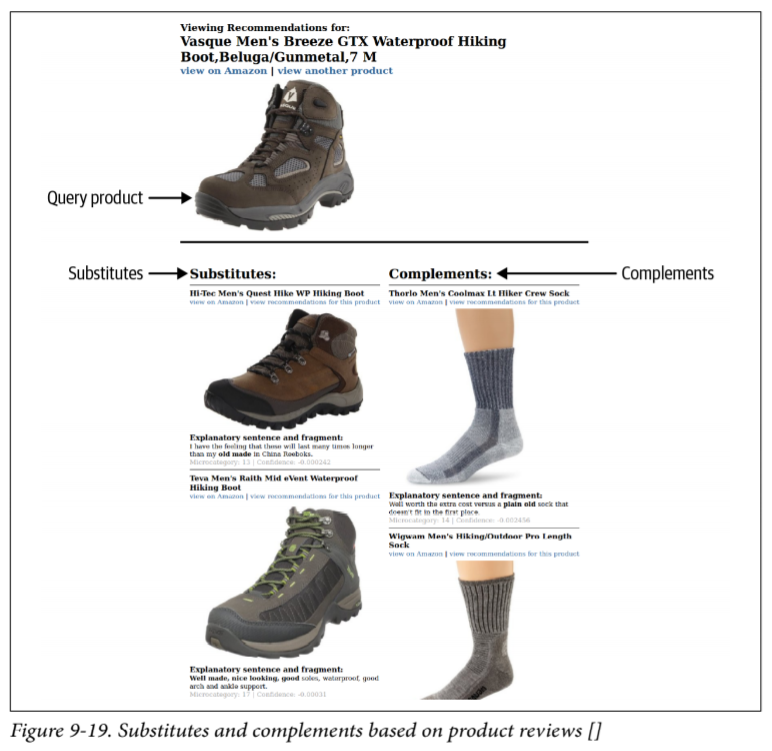 Viewing Recommendations for:
Vasque Men's Breeze GTX Waterproof Hiking
Boot,Beluga/Gunmetal,7 M
view on Amazon | view another product
Query product
Substitutes
Substitutes:
Hi-Tec Men's Quest Hike WP Hiking Boot
view on Amazon | view recommendations for this product
Explanatory sentence and fragment:
I have the feeling that these will last many times longer
than my old made in China Reeboks.
Microcategory: 13 | Confidence: -0.000242
Teva Men's Raith Mid eVent Waterproof
Hiking Boot
view on Amazon | view recommendations for this product
Explanatory sentence and fragment:
Well made, nice looking, good soles, waterproof, good
arch and ankle support.
Microcategory: 17 | Confidence: -0.00031
Complements:
Complements
Thorlo Men's Coolmax Lt Hiker Crew Sock
view on Amazon | view recommendations for this product
Explanatory sentence and fragment:
Well worth the extra cost versus a plain old sock that
doesn't fit in the first place.
Microcategory: 14 | Confidence: -0.002456
Wigwam Men's Hiking/Outdoor Pro Length
Sock
view on Amazon | view recommendations for this product
Figure 9-19. Substitutes and complements based on product reviews []